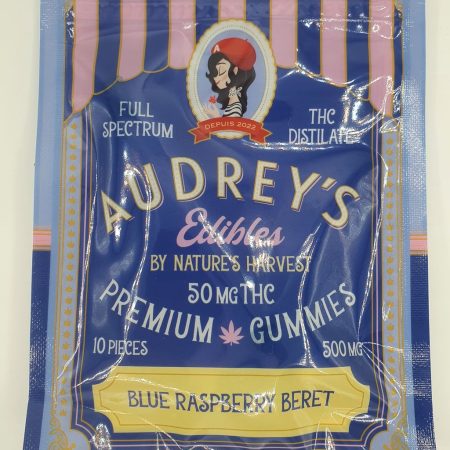 A
DEPUIS 2022
FULL SPECTRUM
THC DISTILATE
AUDREY'S
Edibles
BY NATURE'S HARVEST
50 MG THC
PREMIUM GUMMIES
10 PIECES
500 MG
BLUE RASPBERRY BERET